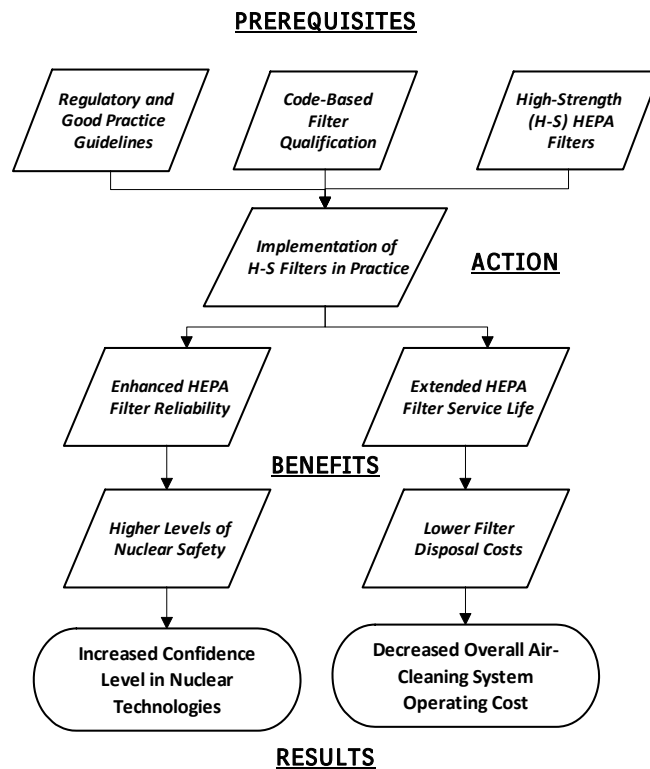 PREREQUISITES
Regulatory and
Good Practice
Guidelines
Code-Based
Filter
Qualification
High-Strength
(H-S) HEPA
Filters
Implementation of
H-S Filters in Practice
ACTION
Enhanced HEPA
Filter Reliability
Extended HEPA
Filter Service Life
BENEFITS
Higher Levels of
Nuclear Safety
Lower Filter
Disposal Costs
Increased Confidence
Level in Nuclear
Technologies
Decreased Overall Air-
Cleaning System
Operating Cost
RESULTS